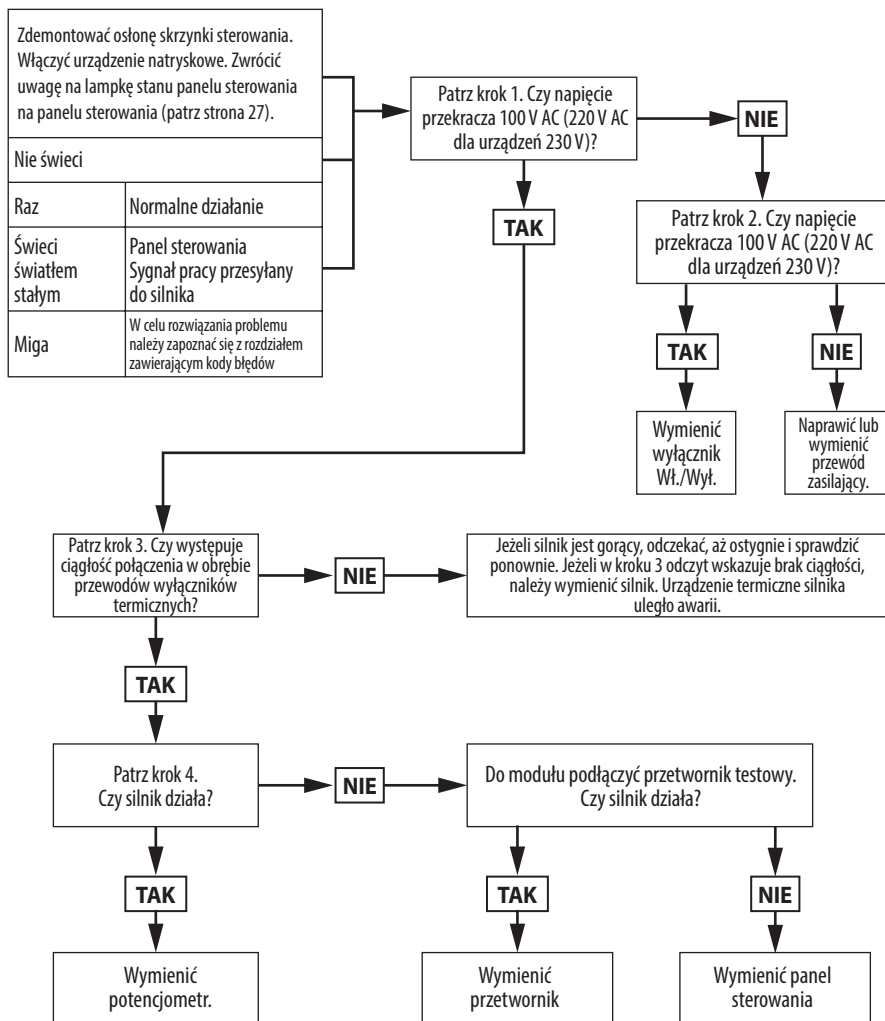 Zdemontować osłonę skrzynki sterowania.
Włączyć urządzenie natryskowe. Zwrócić
uwagę na lampkę stanu panelu sterowania
na panelu sterowania (patrz strona 27).
Nie świeci
Raz
Normalne działanie
Świeci
światłem
stałym
Panel sterowania
Sygnał pracy przesyłany
do silnika
Miga
W celu rozwiązania problemu
należy zapoznać się z rozdziałem
zawierającym kody błędów
Patrz krok 1. Czy napięcie
przekracza 100 V AC (220 V AC
dla urządzeń 230 V)?
NIE
TAK
Patrz krok 2. Czy napięcie
przekracza 100 V AC (220 V AC
dla urządzeń 230 V)?
TAK
NIE
Wymienić
wyłącznik
Wł./Wył.
Naprawić lub
wymienić
przewód
zasilający.
Patrz krok 3. Czy występuje
ciągłość połączenia w obrębie
przewodów wyłączników
termicznych?
NIE
Jeżeli silnik jest gorący, odczekać, aż ostygnie i sprawdzić
ponownie. Jeżeli w kroku 3 odczyt wskazuje brak ciągłości,
należy wymienić silnik. Urządzenie termiczne silnika
uległo awarii.
TAK
Patrz krok 4.
Czy silnik działa?
NIE
Do modułu podłączyć przetwornik testowy.
Czy silnik działa?
TAK
TAK
NIE
Wymienić
potencjometr.
Wymienić
przetwornik
Wymienić panel
sterowania